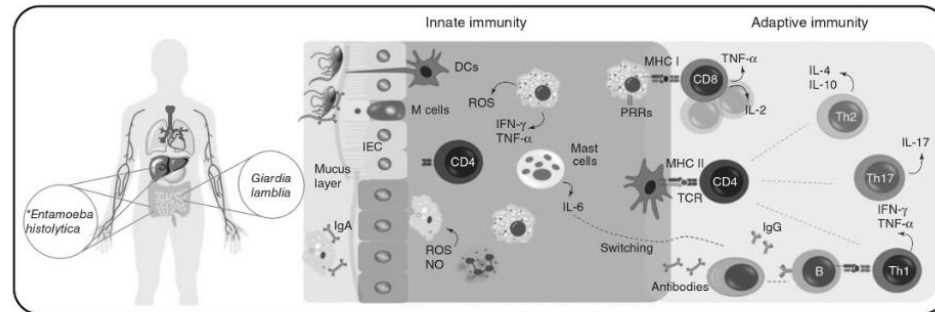 Innate immunity
Adaptive immunity
DCs
M cells
IEC
Mucus
layer
IgA
ROS
IFN-γ
TNF-α
CD4
Mast
cells
IL-6
ROS
NO
MHC I
CD8
TNF-α
IL-2
PRRs
MHC II
TCR
CD4
IL-4
IL-10
Th2
IL-17
Th17
IFN-γ
TNF-α
Th1
B
IgG
Switching
Antibodies
*Entamoeba
histolytica
Giardia
lamblia